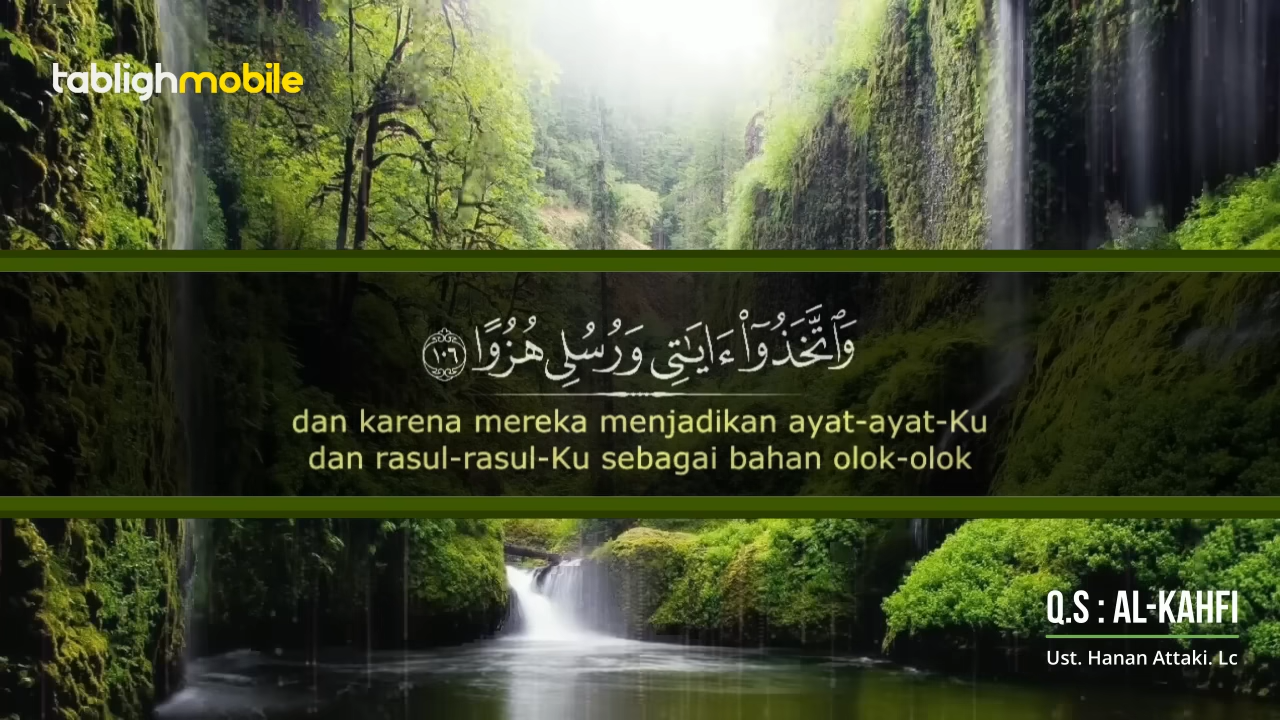 tablighmobile
وَٱتَّخَذُوٓا۟ ءَايَـٰتِى وَرُسُلِى هُزُوًا ١٠٦
dan karena mereka menjadikan ayat-ayat-Ku
dan rasul-rasul-Ku sebagai bahan olok-olok
Q.S : AL-KAHFI
Ust. Hanan Attaki. Lc